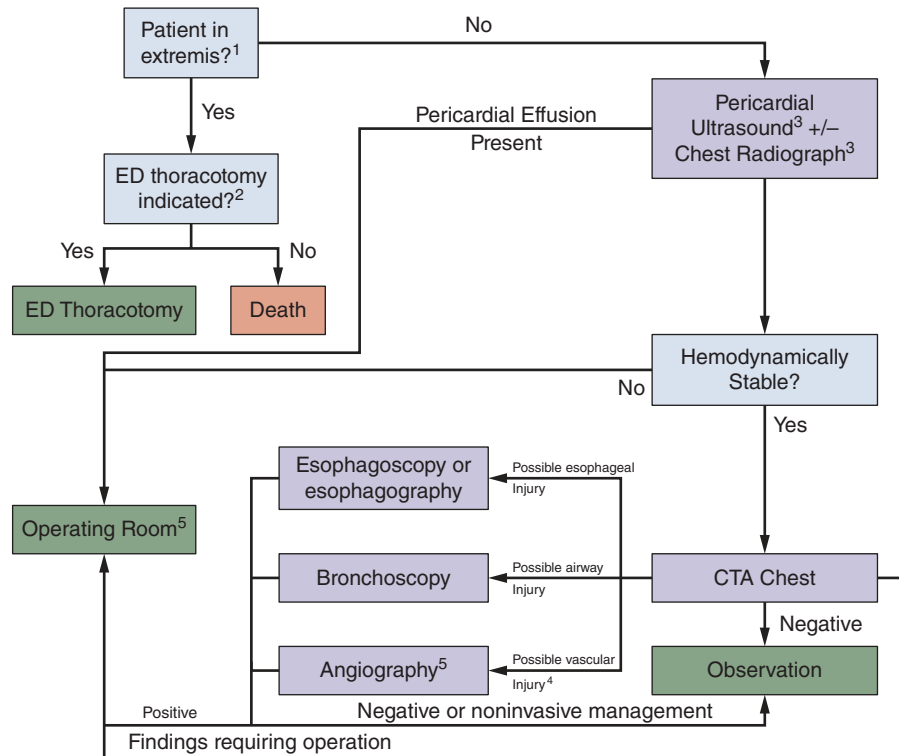 Patient in
extremis?¹
No
Yes
Pericardial
Ultrasound³ +/–
Chest Radiograph³
Pericardial Effusion
Present
ED thoracotomy
indicated?²
Yes
No
ED Thoracotomy
Death
Hemodynamically
Stable?
No
Yes
Esophagoscopy or
esophagography
Possible esophageal
Injury
Operating Room⁵
Bronchoscopy
Possible airway
Injury
CTA Chest
Negative
Angiography⁵
Possible vascular
Injury⁴
Observation
Positive
Negative or noninvasive management
Findings requiring operation